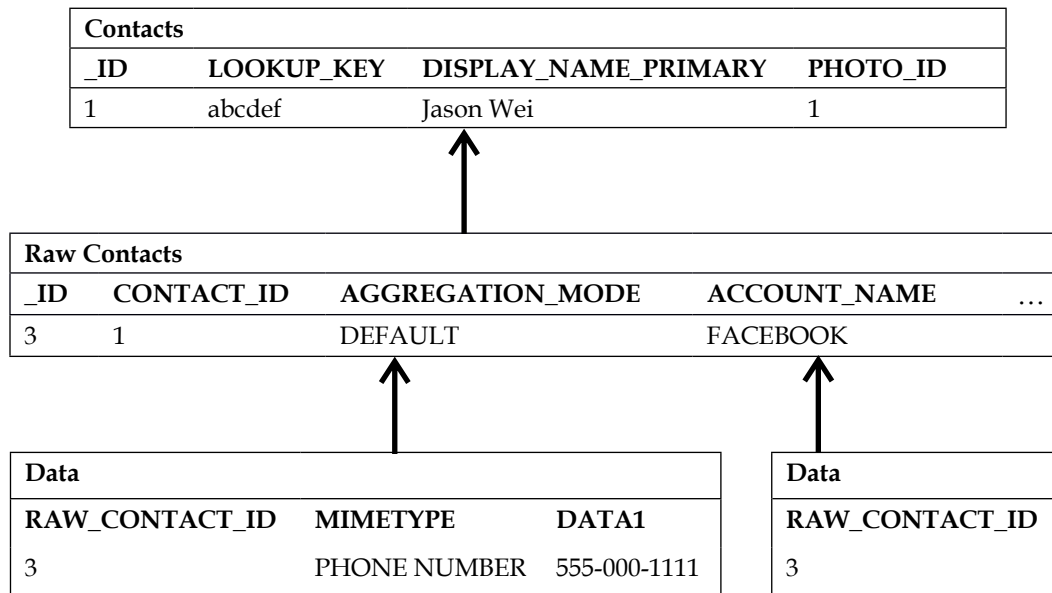 Contacts
_ID LOOKUP_KEY DISPLAY_NAME_PRIMARY PHOTO_ID
1 abcdef Jason Wei 1
Raw Contacts
_ID CONTACT_ID AGGREGATION_MODE ACCOUNT_NAME ...
3 1 DEFAULT FACEBOOK
Data
RAW_CONTACT_ID MIMETYPE DATA1
3 PHONE NUMBER 555-000-1111
Data
RAW_CONTACT_ID
3